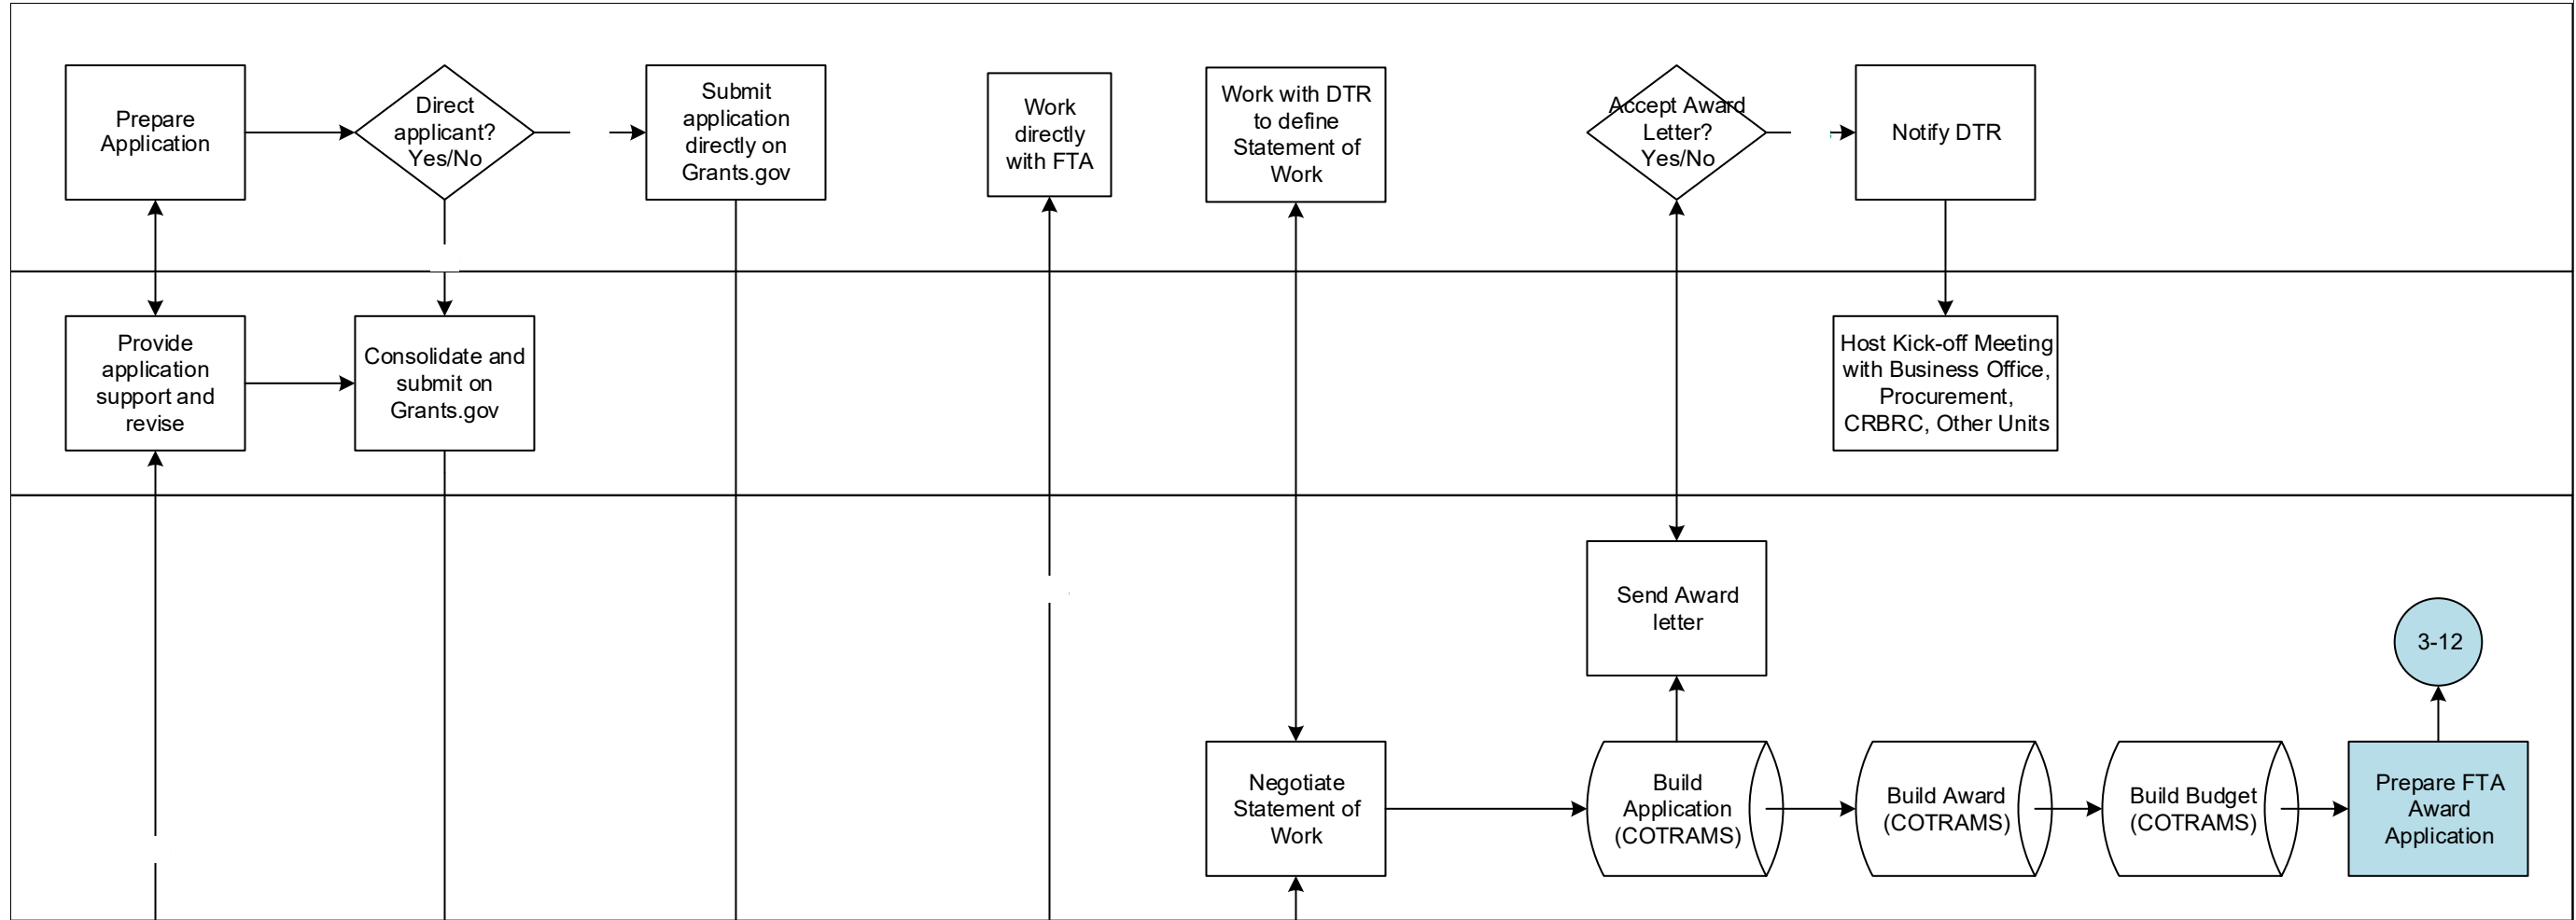 Prepare
Application
Direct
applicant?
Yes/No
Submit
application
directly on
Grants.gov
Work
directly
with FTA
Work with DTR
to define
Statement of
Work
Accept Award
Letter?
Yes/No
Notify DTR
Provide
application
support and
revise
Consolidate and
submit on
Grants.gov
Host Kick-off Meeting
with Business Office,
Procurement,
CRBRC, Other Units
Send Award
letter
3-12
Negotiate
Statement of
Work
Build
Application
(COTRAMS)
Build Award
(COTRAMS)
Build Budget
(COTRAMS)
Prepare FTA
Award
Application